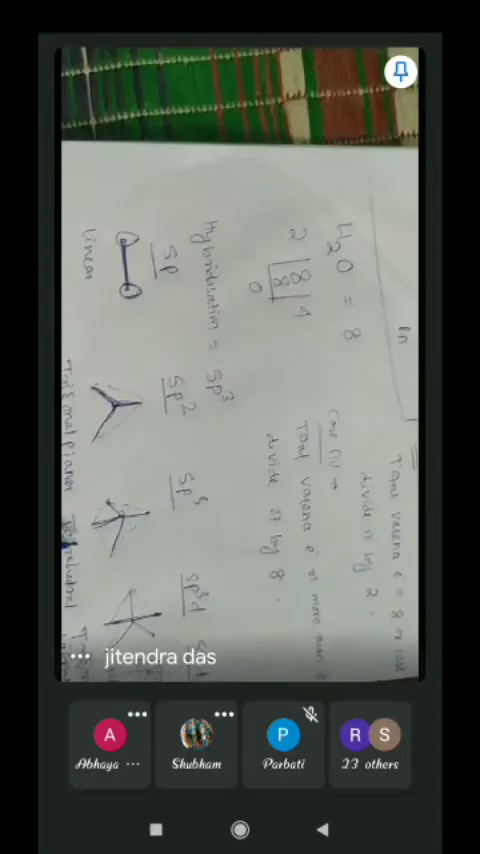 In
H2O = 8
2 8 4
8
0
Hybridisation = sp3
Total valence e = 8 or
divide it by 2.
Case (ii) →
Total valence e is more than
divide it by 8.
sp
sp2
sp3
sp3d
Linear
Trigonal planar
Tetrahedral
jitendra das
Abhaya ...
Shubham
P
Parbati
A
R S
23 others